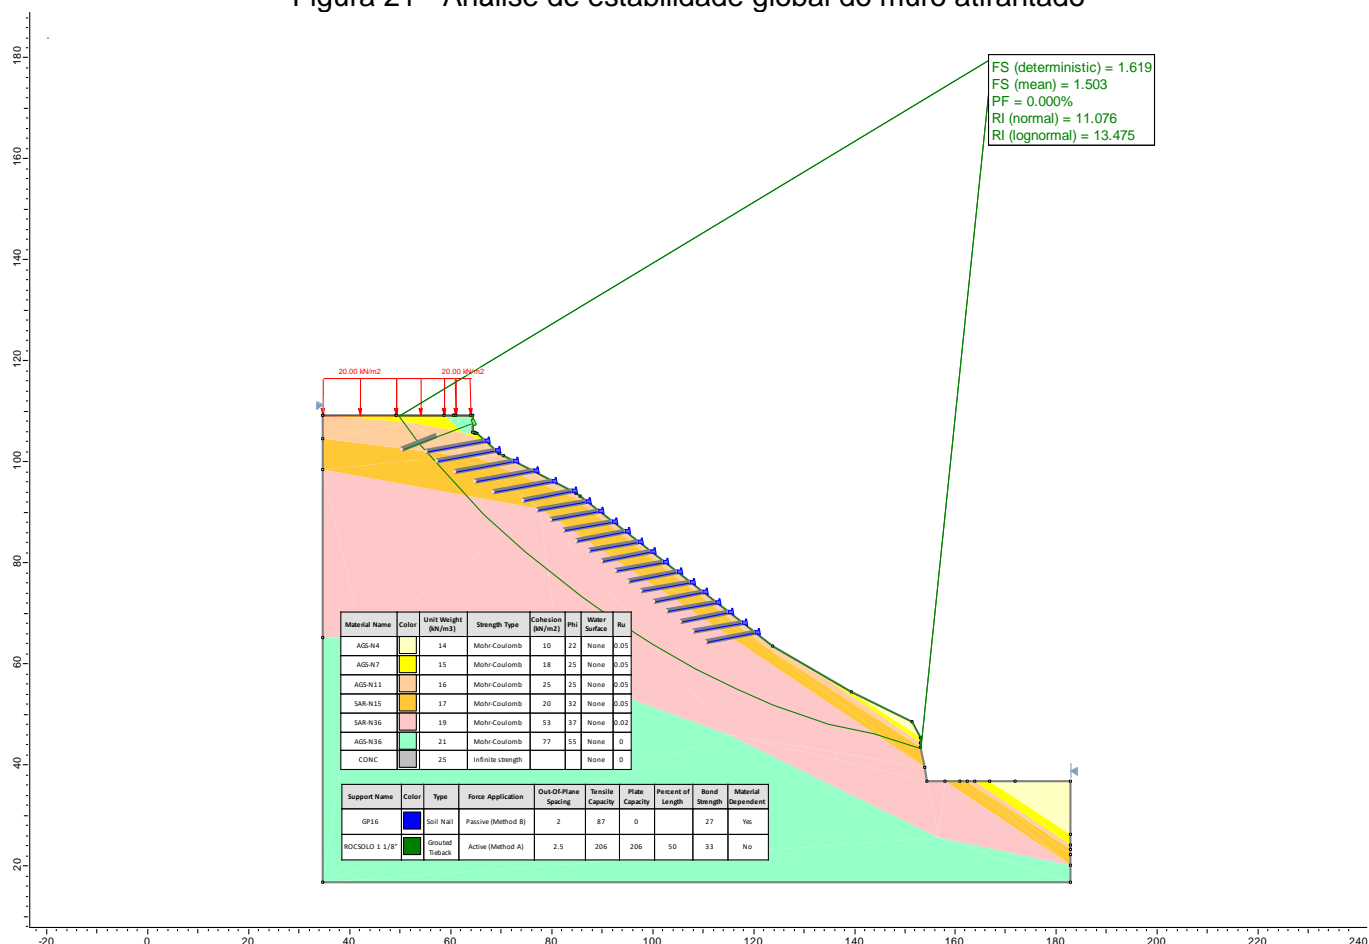 Figura 21 - Análise de estabilidade global do muro atirantado
FS (deterministic) = 1.619
FS (mean) = 1.503
PF = 0.000%
RI (normal) = 11.076
RI (lognormal) = 13.475
20.00 kN/m2 20.00 kN/m2
Material Name Color Unit Weight (kN/m3) Strength Type Cohesion (kN/m2) Phi Water Surface Ru
AGS-N4 14 Mohr-Coulomb 10 22 None 0.05
AGS-N7 15 Mohr-Coulomb 18 25 None 0.05
AGS-N11 16 Mohr-Coulomb 25 25 None 0.05
SAR-N15 17 Mohr-Coulomb 20 32 None 0.05
SAR-N36 19 Mohr-Coulomb 53 37 None 0.02
AGS-N36 21 Mohr-Coulomb 77 55 None 0
CONC 25 Infinite strength None 0
Support Name Color Type Force Application Out-Of-Plane Spacing Tensile Capacity Plate Capacity Percent of Length Bond Strength Material Dependent
GP16 Soil Nail Passive (Method B) 2 87 0 27 Yes
ROCSOLO 1 1/8" Grouted Tieback Active (Method A) 2.5 206 206 50 33 No
180
160
140
120
100
80
60
40
20
-20 0 20 40 60 80 100 120 140 160 180 200 220 240